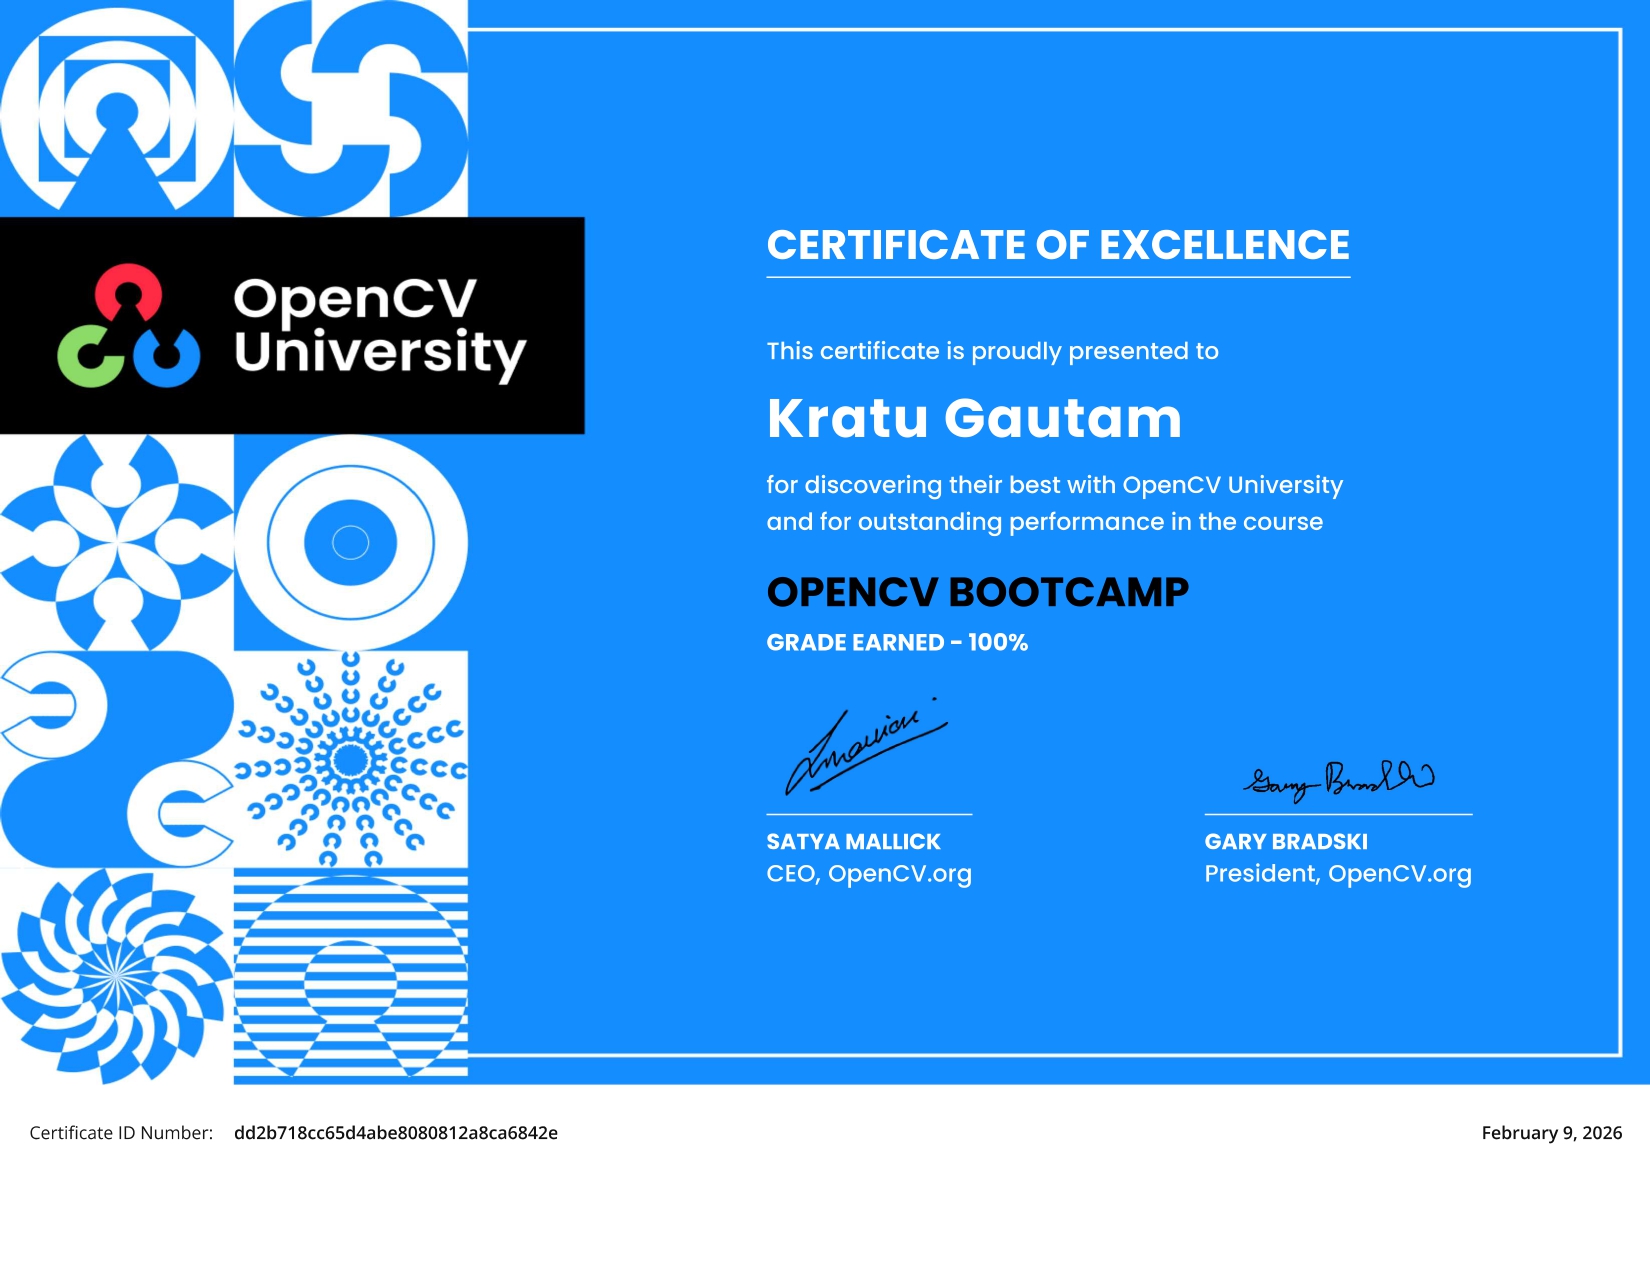 OpenCV
University
CERTIFICATE OF EXCELLENCE
This certificate is proudly presented to
Kratu Gautam
for discovering their best with OpenCV University
and for outstanding performance in the course
OPENCV BOOTCAMP
GRADE EARNED - 100%
Gary Bradski
SATYA MALLICK
CEO, OpenCV.org
GARY BRADSKI
President, OpenCV.org
Certificate ID Number: dd2b718cc65d4abe8080812a8ca6842e
February 9, 2026